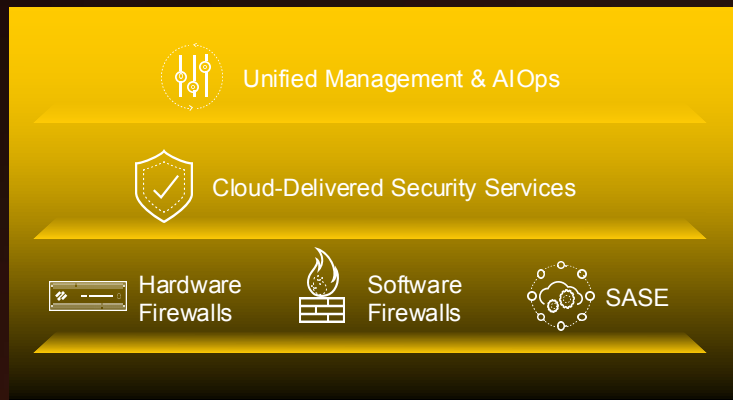 Unified Management & AIOps
Cloud-Delivered Security Services
Hardware
Firewalls
Software
Firewalls
SASE